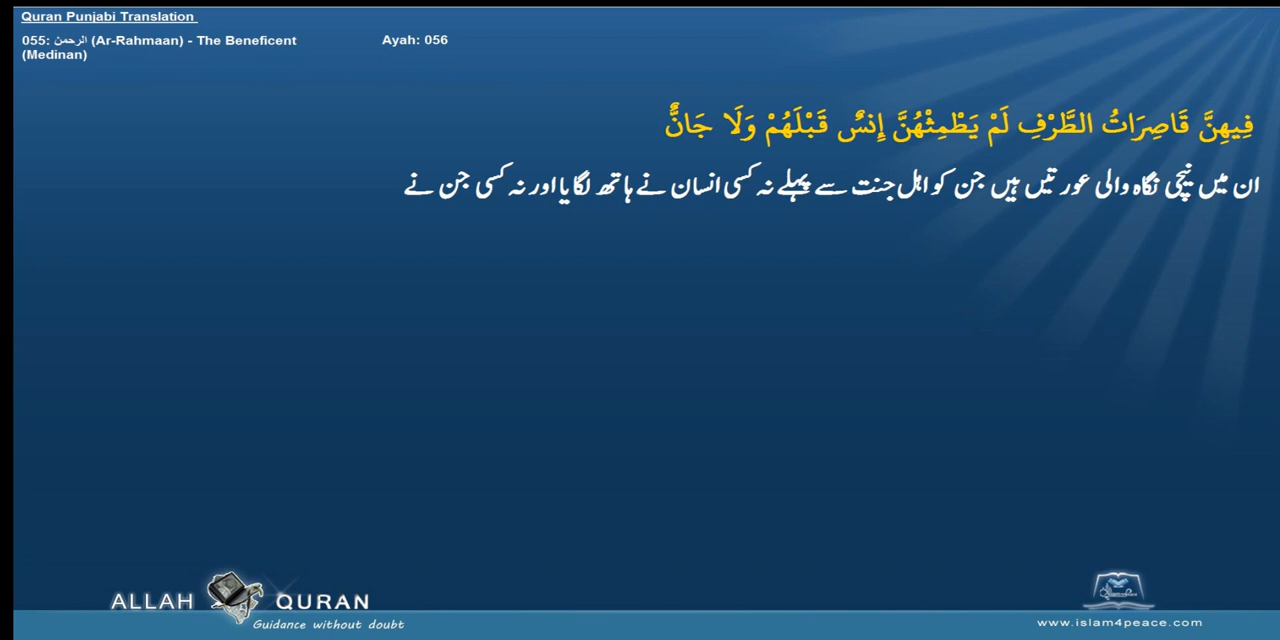 Quran Punjabi Translation
055: الرحمن (Ar-Rahmaan) - The Beneficent
(Medinan)
Ayah: 056
فِيهِنَّ قَاصِرَاتُ الطَّرْفِ لَمْ يَطْمِثْهُنَّ إِنسٌ قَبْلَهُمْ وَلَا جَانٌّ
ان میں نیچی نگاہ والی عورتیں ہیں جن کو اہل جنت سے پہلے نہ کسی انسان نے ہاتھ لگایا اور نہ کسی جن نے
ALLAH QURAN
Guidance without doubt
www.islam4peace.com